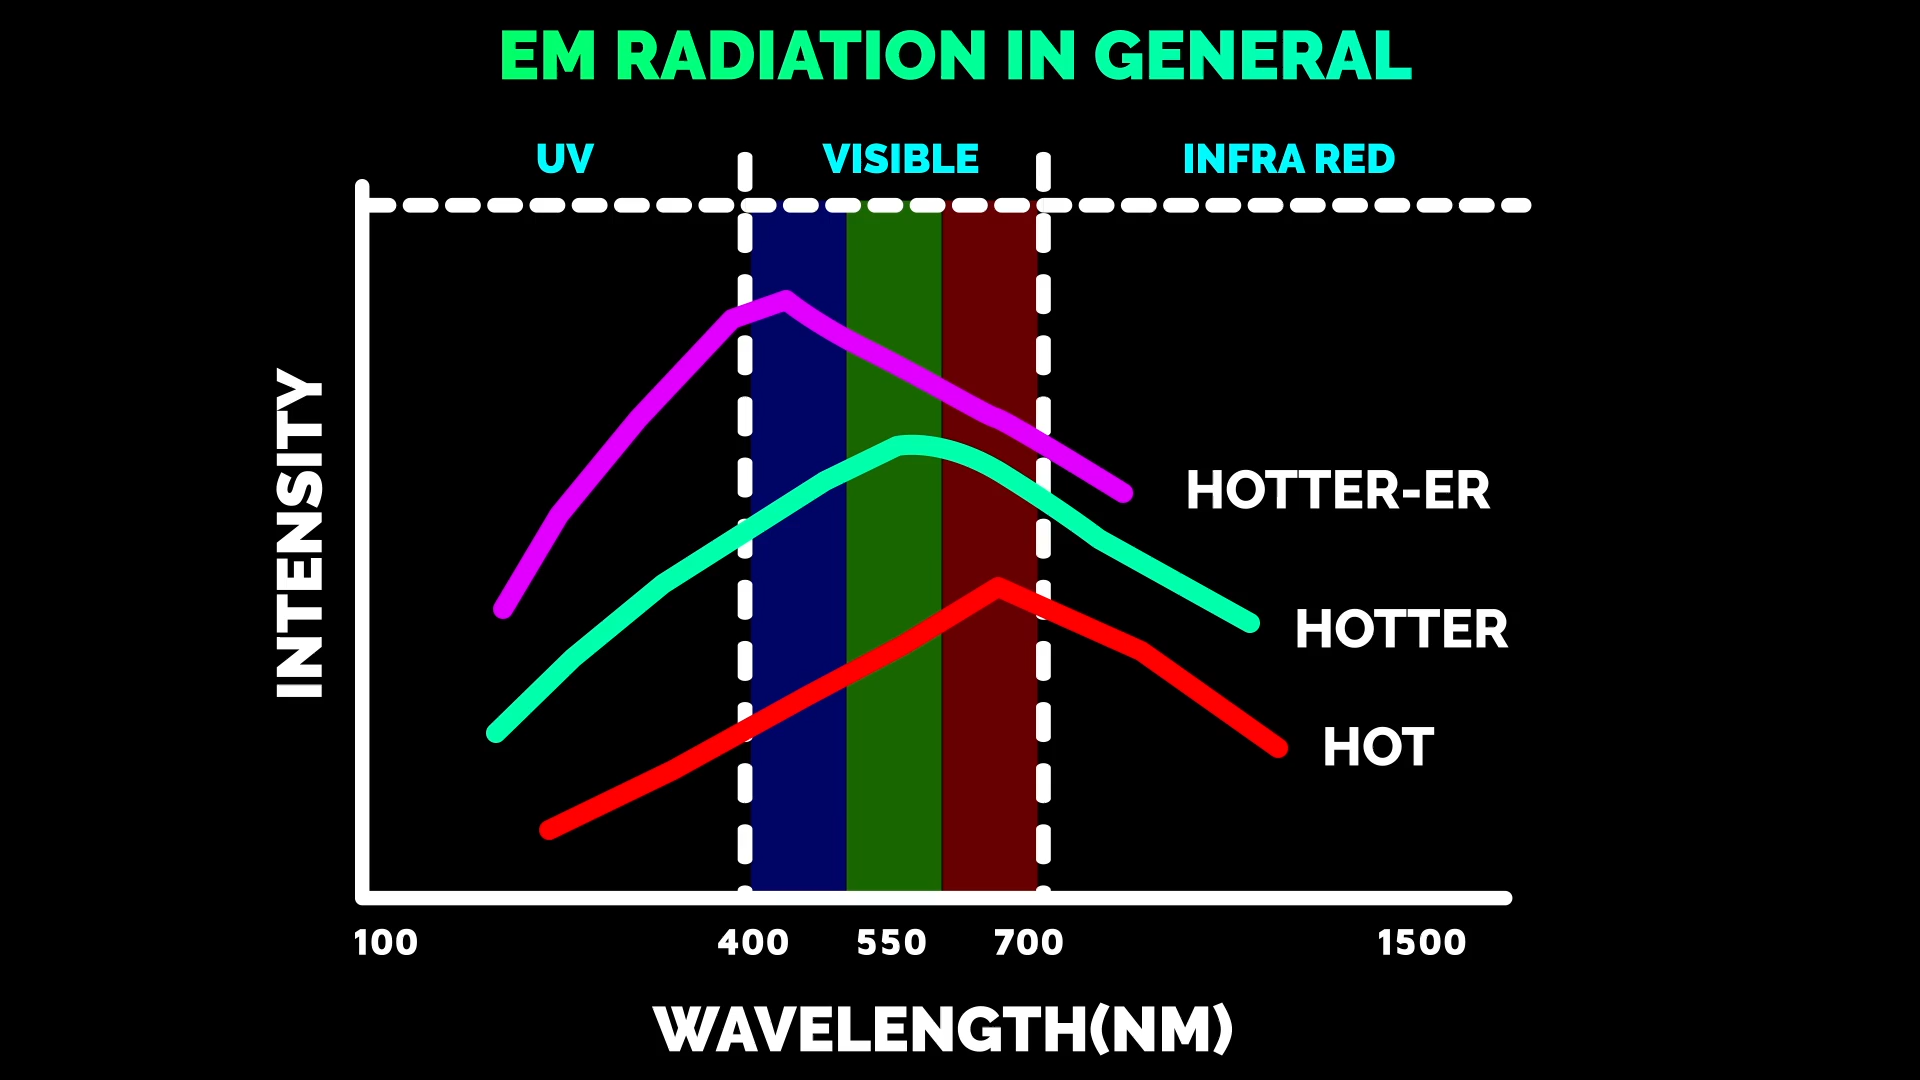 EM RADIATION IN GENERAL
UV
VISIBLE
INFRA RED
INTENSITY
HOTTER-ER
HOTTER
HOT
100
400
550
700
1500
WAVELENGTH(NM)